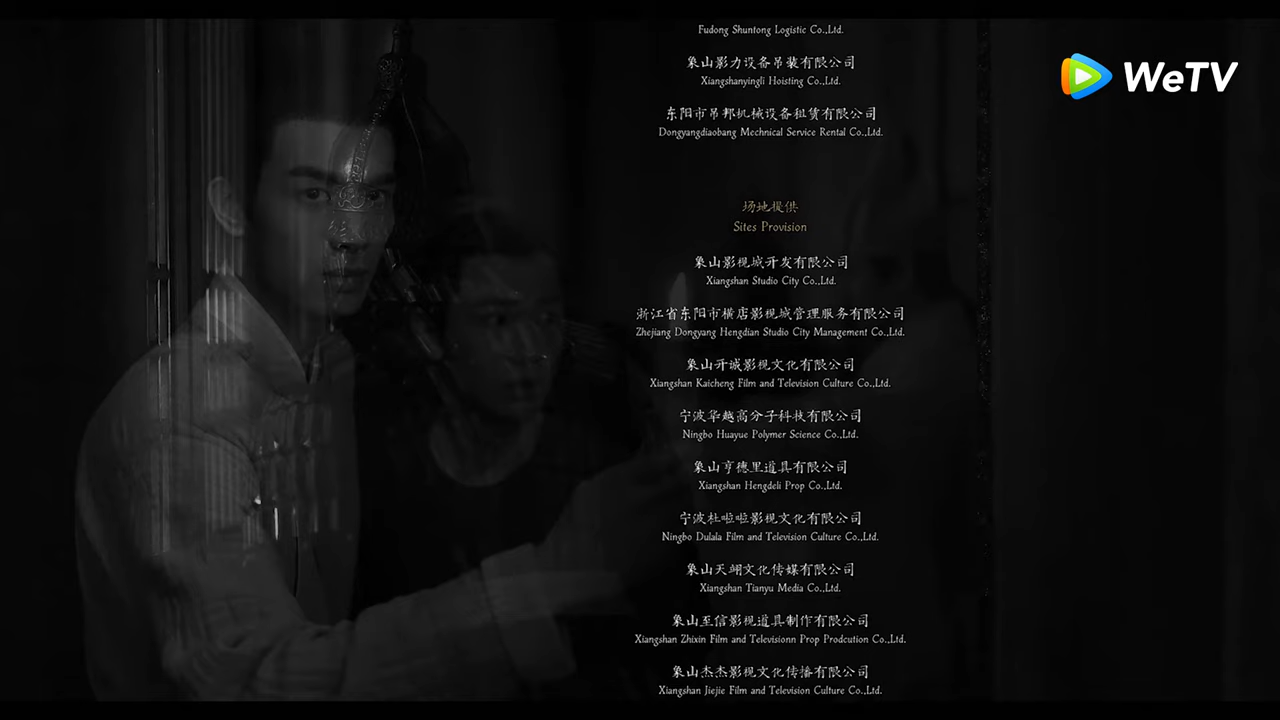 Fudong Shuntong Logistic Co.,Ltd.
象山影力设备吊装有限公司
Xiangshanyingli Hoisting Co.,Ltd.
WeTV
东阳市吊邦机械设备租赁有限公司
Dongyangdiaobang Mechnical Service Rental Co.,Ltd.
场地提供
Sites Provision
象山影视城开发有限公司
Xiangshan Studio City Co.,Ltd.
浙江省东阳市横店影视城管理服务有限公司
Zhejiang Dongyang Hengdian Studio City Management Co.,Ltd.
象山开诚影视文化有限公司
Xiangshan Kaicheng Film and Television Culture Co.,Ltd.
宁波华越高分子科技有限公司
Ningbo Huayue Polymer Science Co.,Ltd.
象山亨德里道具有限公司
Xiangshan Hengdeli Prop Co.,Ltd.
宁波杜啦啦影视文化有限公司
Ningbo Dulala Film and Television Culture Co.,Ltd.
象山天翊文化传媒有限公司
Xiangshan Tianyu Media Co.,Ltd.
象山至信影视道具制作有限公司
Xiangshan Zhixin Film and Televisionn Prop Prodcution Co.,Ltd.
象山杰杰影视文化传播有限公司
Xiangshan Jiejie Film and Television Culture Co.,Ltd.